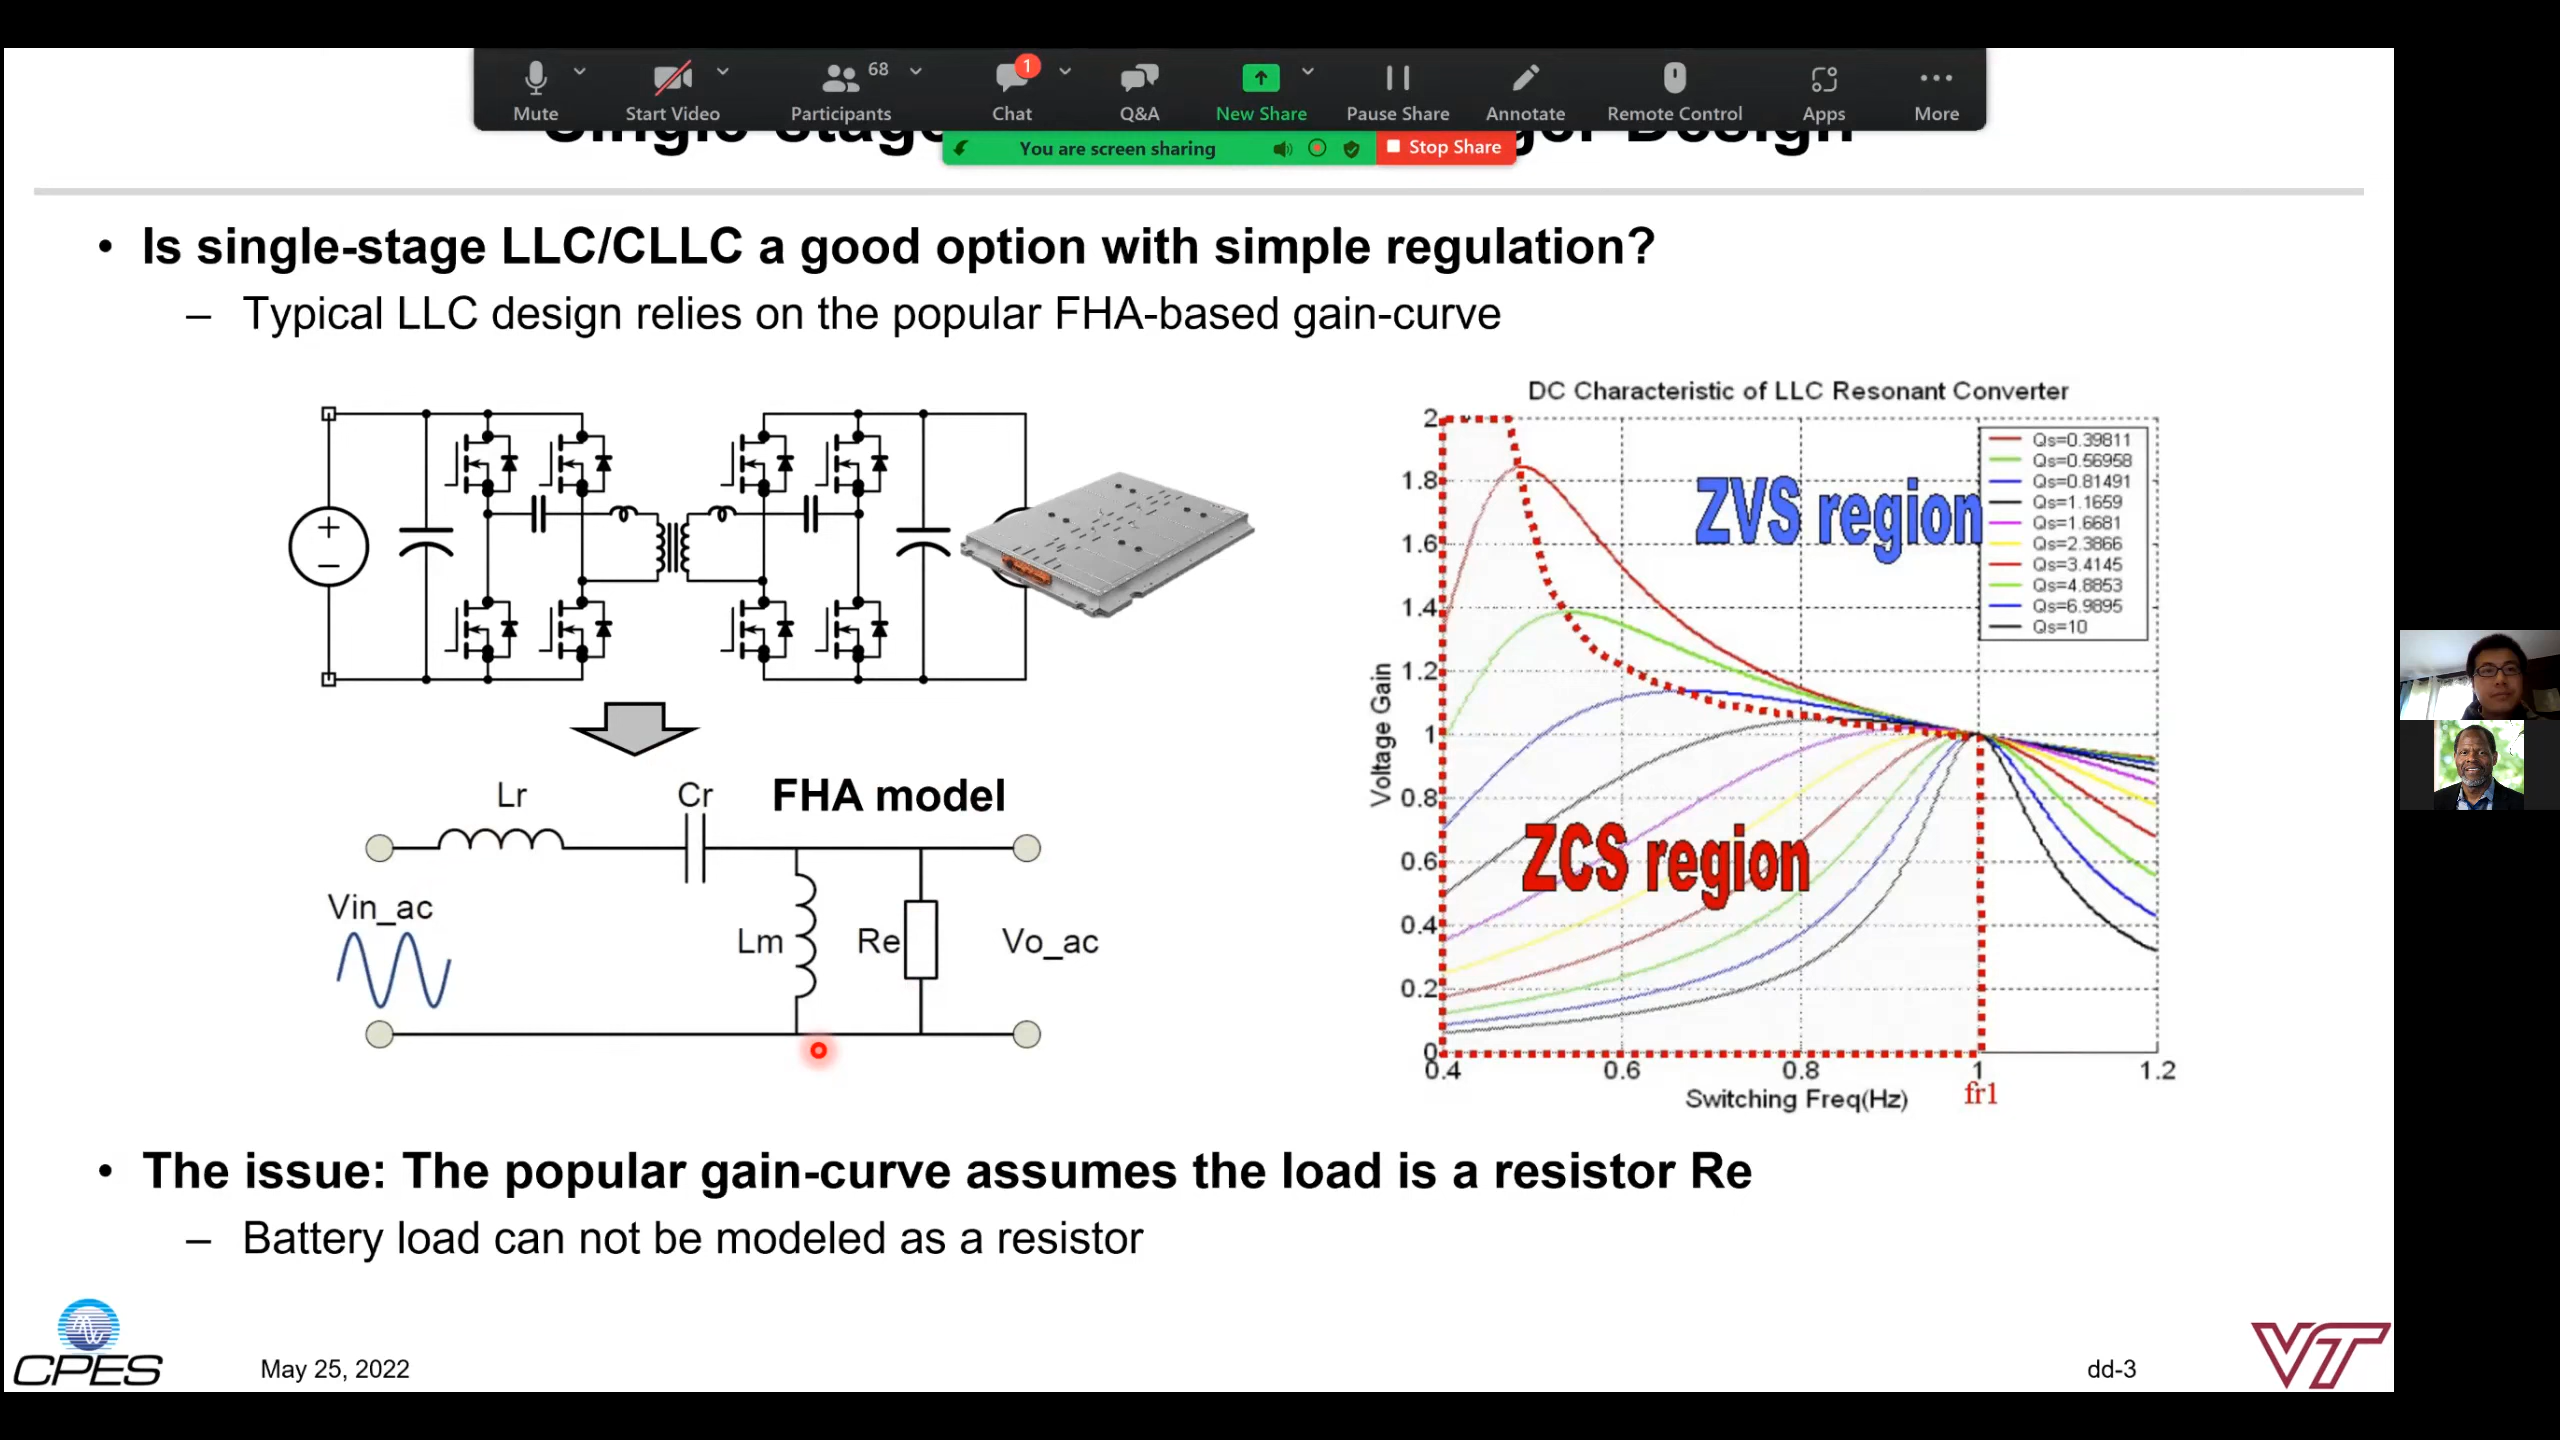 68
1
Mute
Start Video
Participants
Chat
Q&A
New Share
Pause Share
Annotate
Remote Control
Apps
More
You are screen sharing
Stop Share
Design
• Is single-stage LLC/CLLC a good option with simple regulation?
– Typical LLC design relies on the popular FHA-based gain-curve
FHA model
Lr
Cr
Vin_ac
Lm
Re
Vo_ac
DC Characteristic of LLC Resonant Converter
Qs=0.39811
Qs=0.56958
Qs=0.81491
Qs=1.1659
Qs=1.6681
Qs=2.3866
Qs=3.4145
Qs=4.8853
Qs=6.9895
Qs=10
ZVS region
ZCS region
Voltage Gain
2
1.8
1.6
1.4
1.2
1
0.8
0.6
0.4
0.2
0
0.4
0.6
0.8
1
1.2
fr1
Switching Freq(Hz)
• The issue: The popular gain-curve assumes the load is a resistor Re
– Battery load can not be modeled as a resistor
CPES
May 25, 2022
dd-3
VT